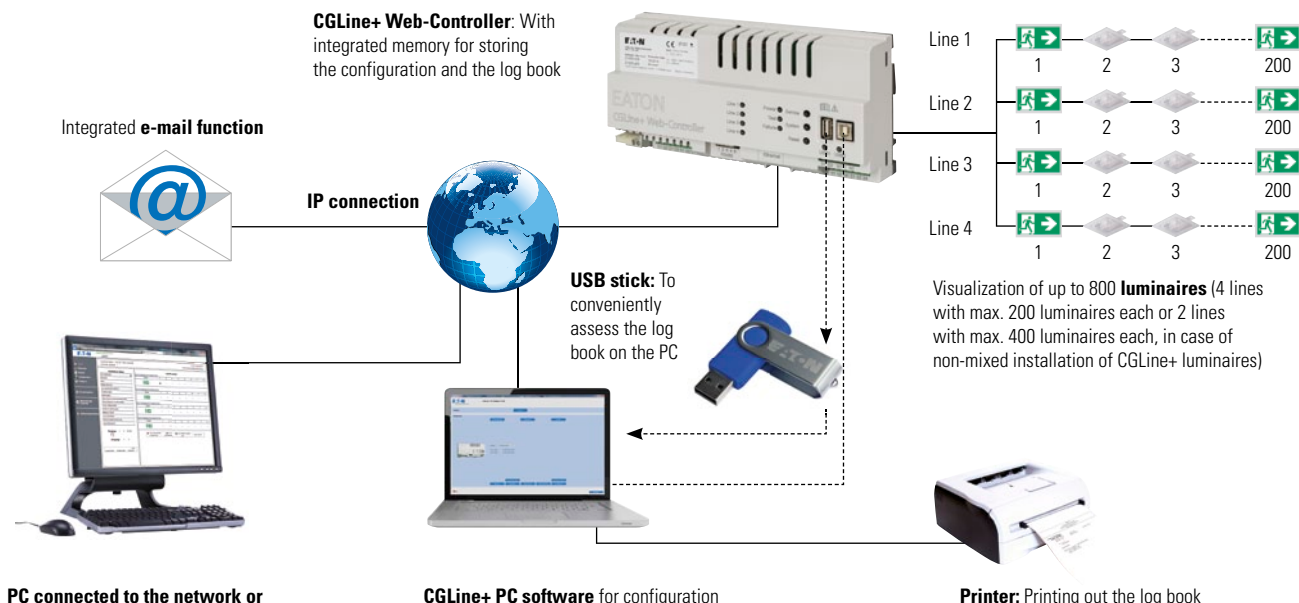 CGLine+ Web-Controller: With
integrated memory for storing
the configuration and the log book
EATON
EATON
CGLine+ Web-Controller
Line 1
1 2 3 200
Line 2
1 2 3 200
Line 3
1 2 3 200
Line 4
1 2 3 200
Visualization of up to 800 luminaires (4 lines
with max. 200 luminaires each or 2 lines
with max. 400 luminaires each, in case of
non-mixed installation of CGLine+ luminaires)
Integrated e-mail function
@
IP connection
USB stick: To
conveniently
assess the log
book on the PC
EATON
PC connected to the network or
CGLine+ PC software for configuration
Printer: Printing out the log book